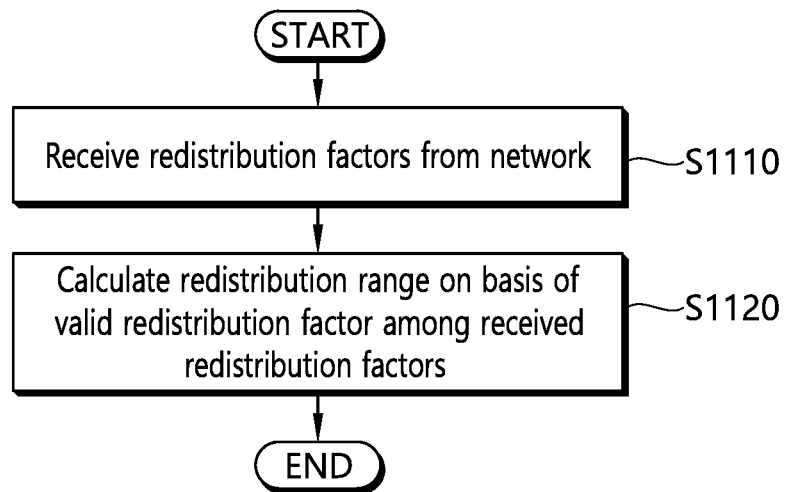 START
Receive redistribution factors from network
S1110
Calculate redistribution range on basis of
valid redistribution factor among received
redistribution factors
S1120
END